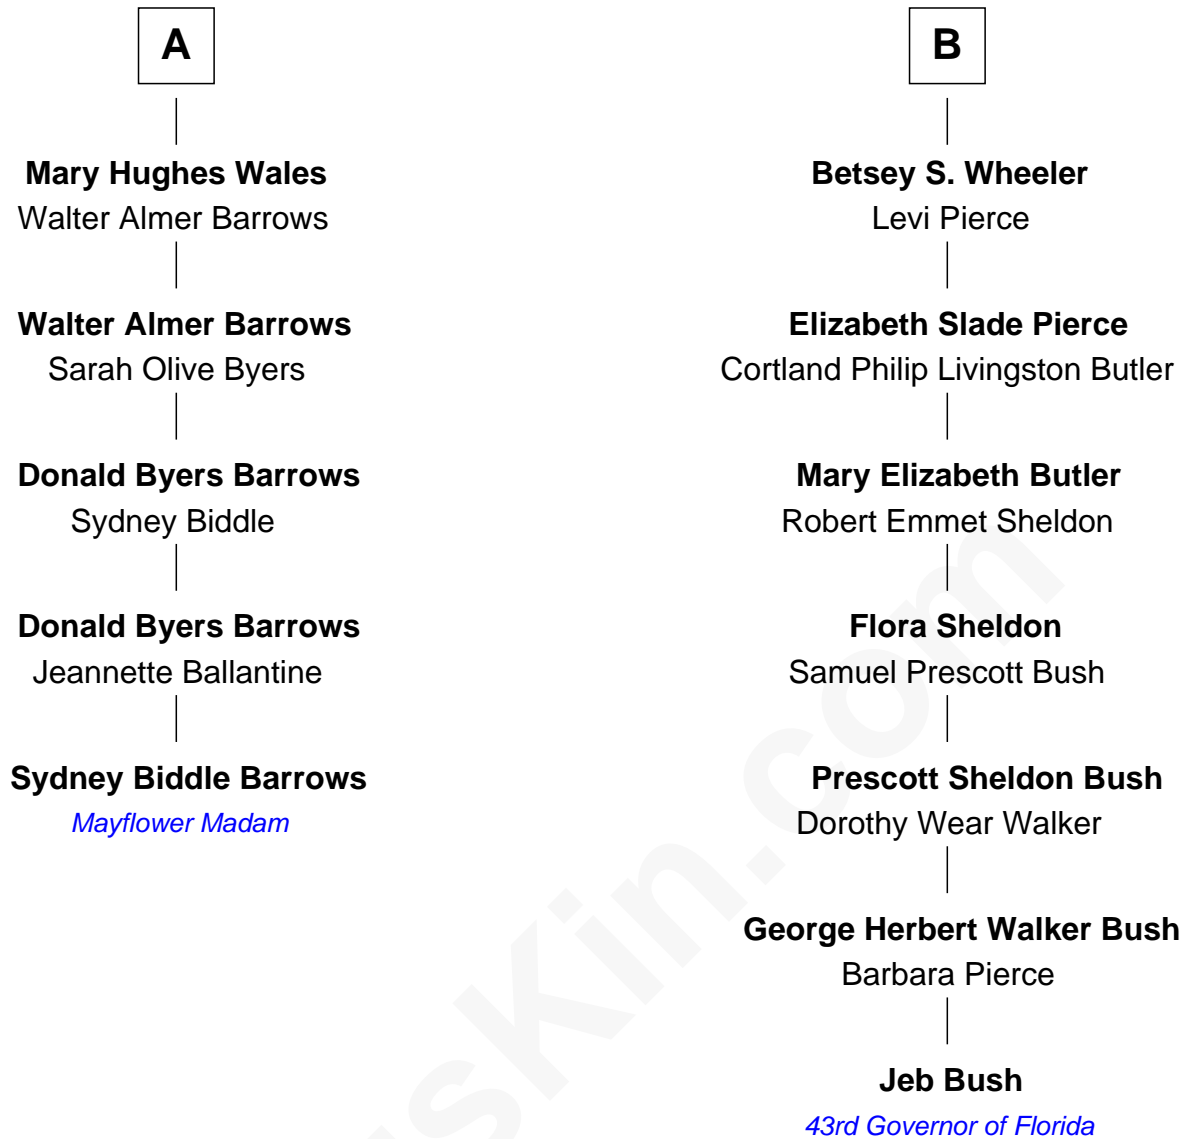 A
Mary Hughes Wales
Walter Almer Barrows
Walter Almer Barrows
Sarah Olive Byers
Donald Byers Barrows
Sydney Biddle
Donald Byers Barrows
Jeannette Ballantine
Sydney Biddle Barrows
Mayflower Madam
B
Betsey S. Wheeler
Levi Pierce
Elizabeth Slade Pierce
Cortland Philip Livingston Butler
Mary Elizabeth Butler
Robert Emmet Sheldon
Flora Sheldon
Samuel Prescott Bush
Prescott Sheldon Bush
Dorothy Wear Walker
George Herbert Walker Bush
Barbara Pierce
Jeb Bush
43rd Governor of Florida
sKin.com